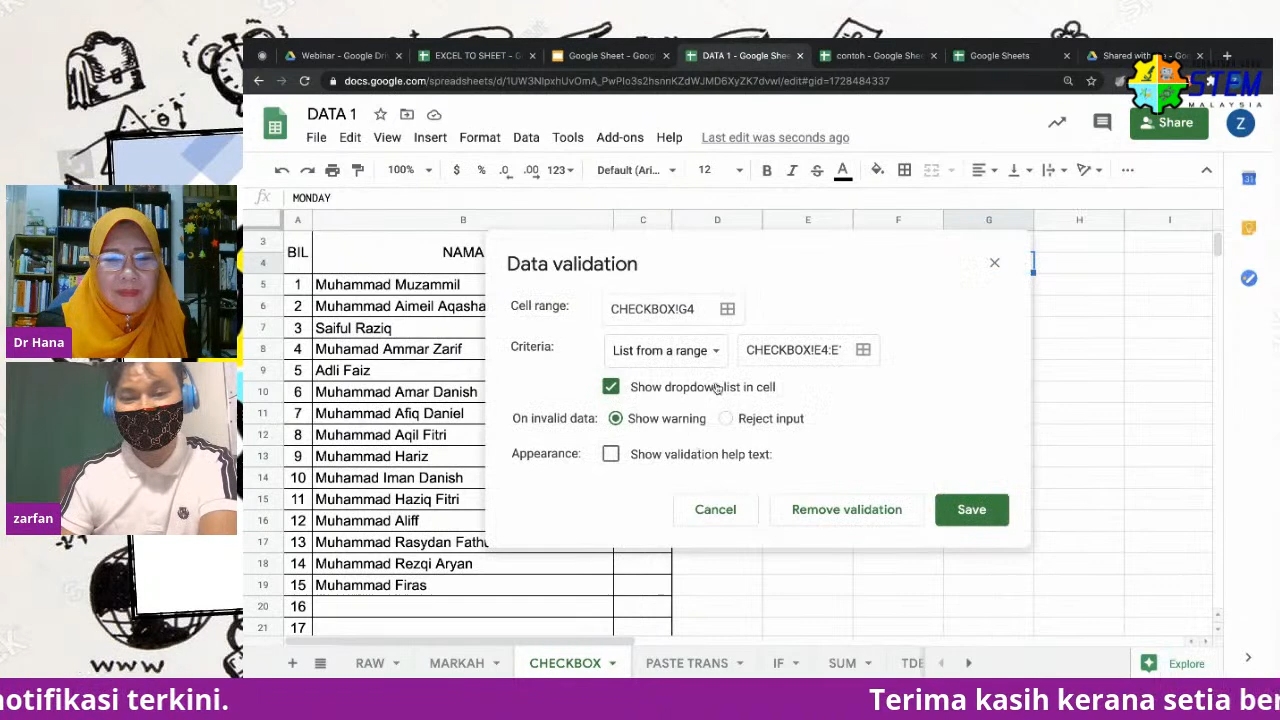 Webinar - Google Dri
EXCEL TO SHEET - G
Google Sheet - Goog
DATA 1 - Google Shee
contoh - Google She
Google Sheets
Shared with
docs.google.com/spreadsheets/d/
/edit#gid=1728484337
STEM
MALAYSIA
DATA 1
File Edit View Insert Format Data Tools Add-ons Help Last edit was seconds ago
Share
Z
100% $ % .0 .00 123 Default (Ari... 12 B I S A
fx MONDAY
A B C D E F G H I
3
4
BIL NAMA
5 1 Muhammad Muzammil
6 2 Muhammad Aimeil Aqasha
7 3 Saiful Raziq
8 4 Muhamad Ammar Zarif
9 5 Adli Faiz
10 6 Muhammad Amar Danish
11 7 Muhammad Afiq Daniel
12 8 Muhammad Aqil Fitri
13 9 Muhammad Hariz
14 10 Muhamad Iman Danish
15 11 Muhammad Haziq Fitri
16 12 Muhammad Aliff
17 13 Muhammad Rasydan Fathu
18 14 Muhammad Rezqi Aryan
19 15 Muhammad Firas
20 16
21 17
Data validation
Cell range: CHECKBOX!G4
Criteria: List from a range CHECKBOX!E4:E
Show dropdown list in cell
On invalid data: Show warning Reject input
Appearance: Show validation help text:
Cancel Remove validation Save
RAW MARKAH CHECKBOX PASTE TRANS IF SUM TDE
Explore
Dr Hana
zarfan
www
notifikasi terkini.
Terima kasih kerana setia ber